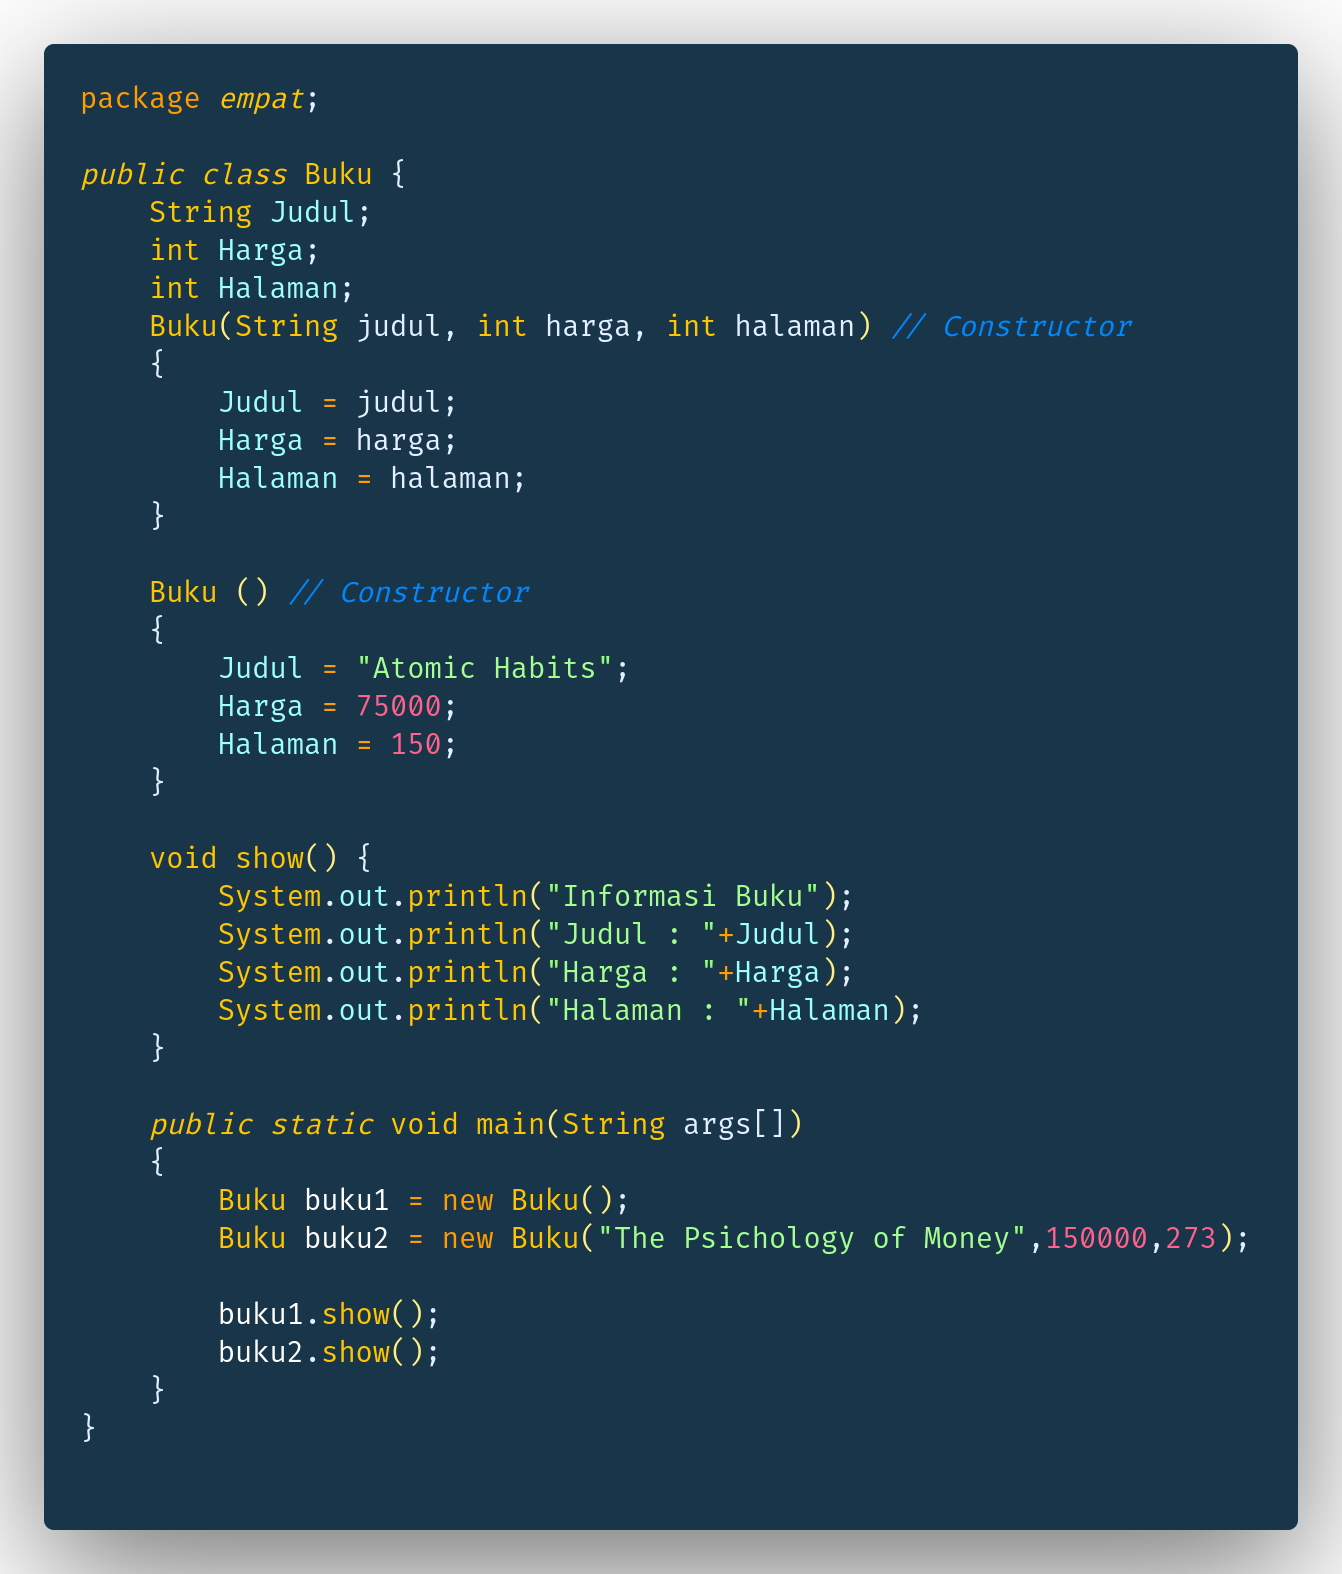 package empat;

public class Buku {
    String Judul;
    int Harga;
    int Halaman;
    Buku(String judul, int harga, int halaman) // Constructor
    {
        Judul = judul;
        Harga = harga;
        Halaman = halaman;
    }

    Buku () // Constructor
    {
        Judul = "Atomic Habits";
        Harga = 75000;
        Halaman = 150;
    }

    void show() {
        System.out.println("Informasi Buku");
        System.out.println("Judul : "+Judul);
        System.out.println("Harga : "+Harga);
        System.out.println("Halaman : "+Halaman);
    }

    public static void main(String args[])
    {
        Buku buku1 = new Buku();
        Buku buku2 = new Buku("The Psichology of Money",150000,273);

        buku1.show();
        buku2.show();
    }
}